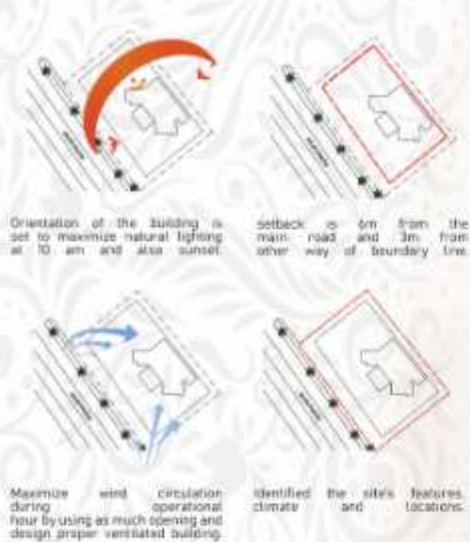 Orientation of the building is
set to maximize natural lighting
at 10 am and also sunset.
setback is 6m from the
main road and 3m from
other way of boundary line.
Maximize wind circulation
during operational
hour by using as much opening and
design proper ventilated building.
Identified the site's features,
climate and locations.